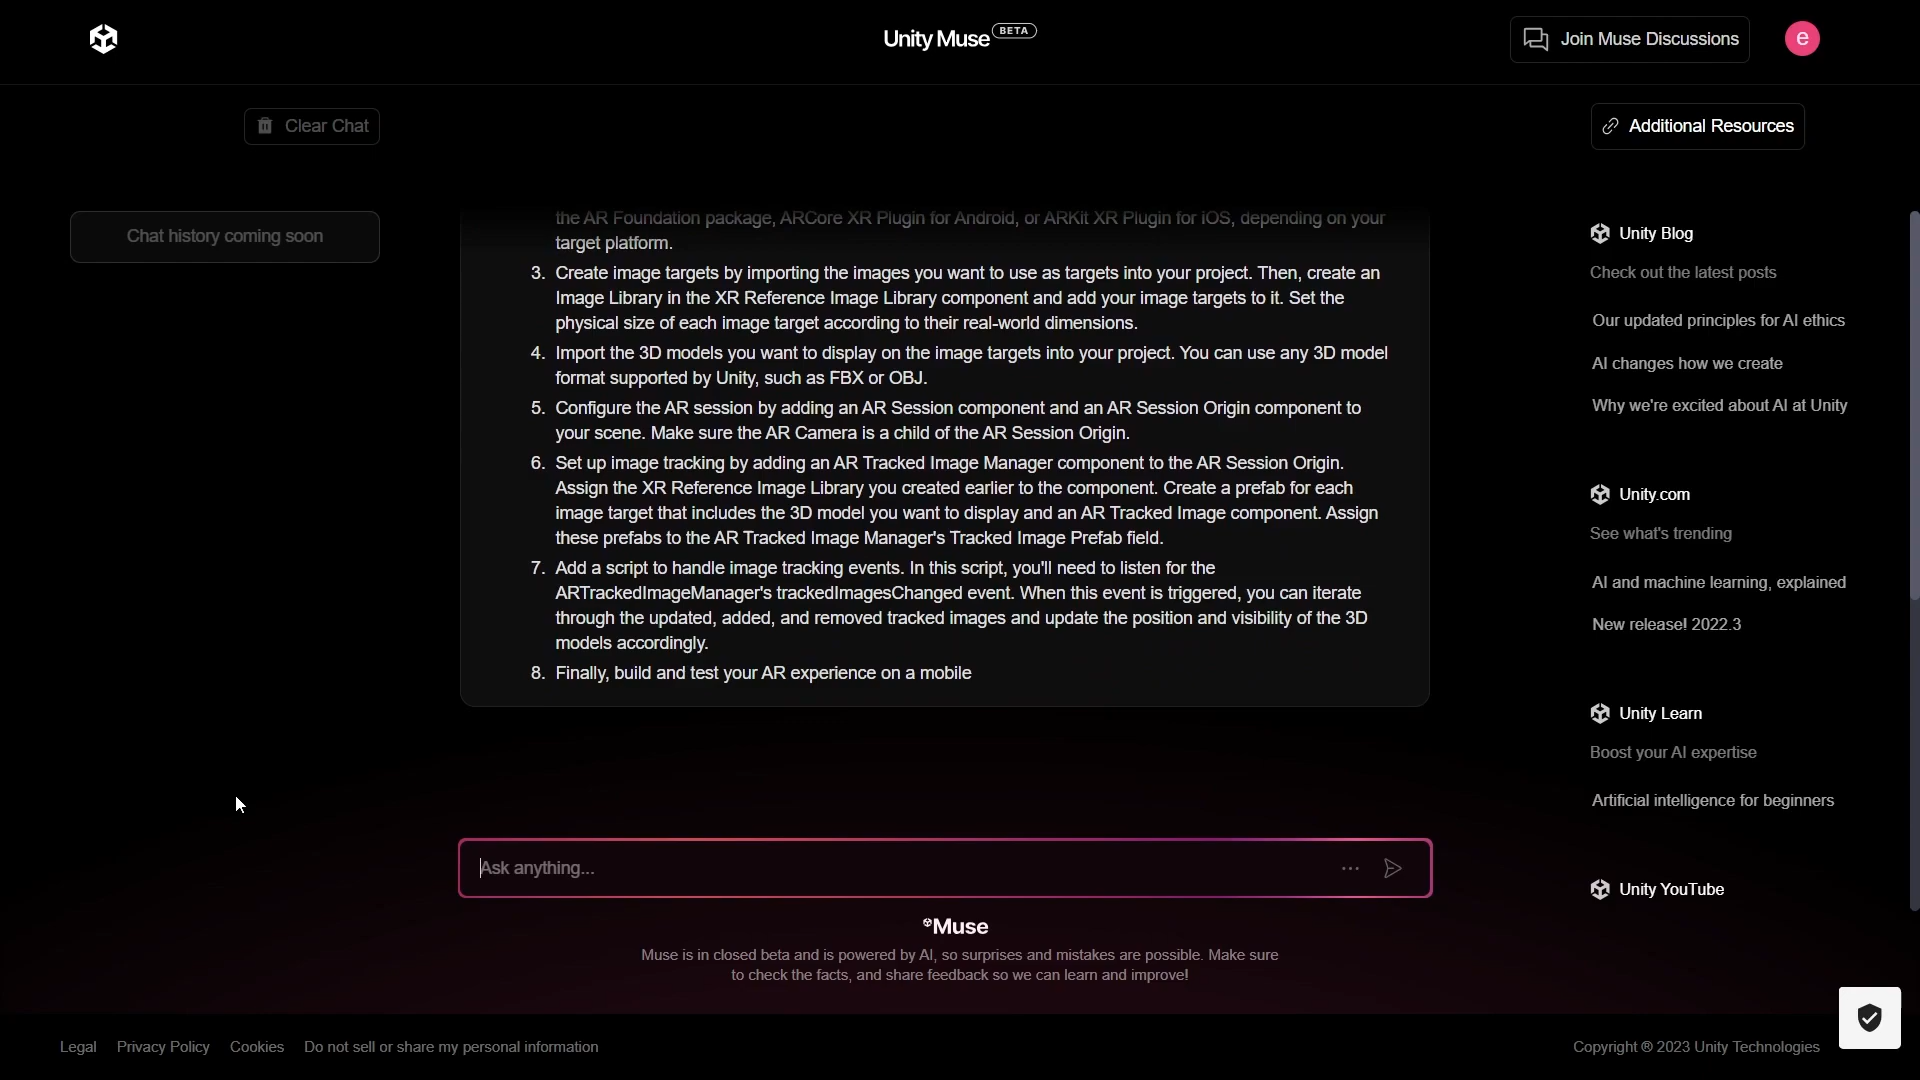 Unity Muse BETA
Join Muse Discussions
e
Clear Chat
Additional Resources
Chat history coming soon
the AR Foundation package, ARCore XR Plugin for Android, or ARKit XR Plugin for iOS, depending on your
target platform.
3. Create image targets by importing the images you want to use as targets into your project. Then, create an
Image Library in the XR Reference Image Library component and add your image targets to it. Set the
physical size of each image target according to their real-world dimensions.
4. Import the 3D models you want to display on the image targets into your project. You can use any 3D model
format supported by Unity, such as FBX or OBJ.
5. Configure the AR session by adding an AR Session component and an AR Session Origin component to
your scene. Make sure the AR Camera is a child of the AR Session Origin.
6. Set up image tracking by adding an AR Tracked Image Manager component to the AR Session Origin.
Assign the XR Reference Image Library you created earlier to the component. Create a prefab for each
image target that includes the 3D model you want to display and an AR Tracked Image component. Assign
these prefabs to the AR Tracked Image Manager's Tracked Image Prefab field.
7. Add a script to handle image tracking events. In this script, you'll need to listen for the
ARTrackedImageManager's trackedImagesChanged event. When this event is triggered, you can iterate
through the updated, added, and removed tracked images and update the position and visibility of the 3D
models accordingly.
8. Finally, build and test your AR experience on a mobile
Ask anything...
Muse
Muse is in closed beta and is powered by AI, so surprises and mistakes are possible. Make sure
to check the facts, and share feedback so we can learn and improve!
Unity Blog
Check out the latest posts
Our updated principles for AI ethics
AI changes how we create
Why we're excited about AI at Unity
Unity.com
See what's trending
AI and machine learning, explained
New release! 2022.3
Unity Learn
Boost your AI expertise
Artificial intelligence for beginners
Unity YouTube
Legal
Privacy Policy
Cookies
Do not sell or share my personal information
Copyright ® 2023 Unity Technologies